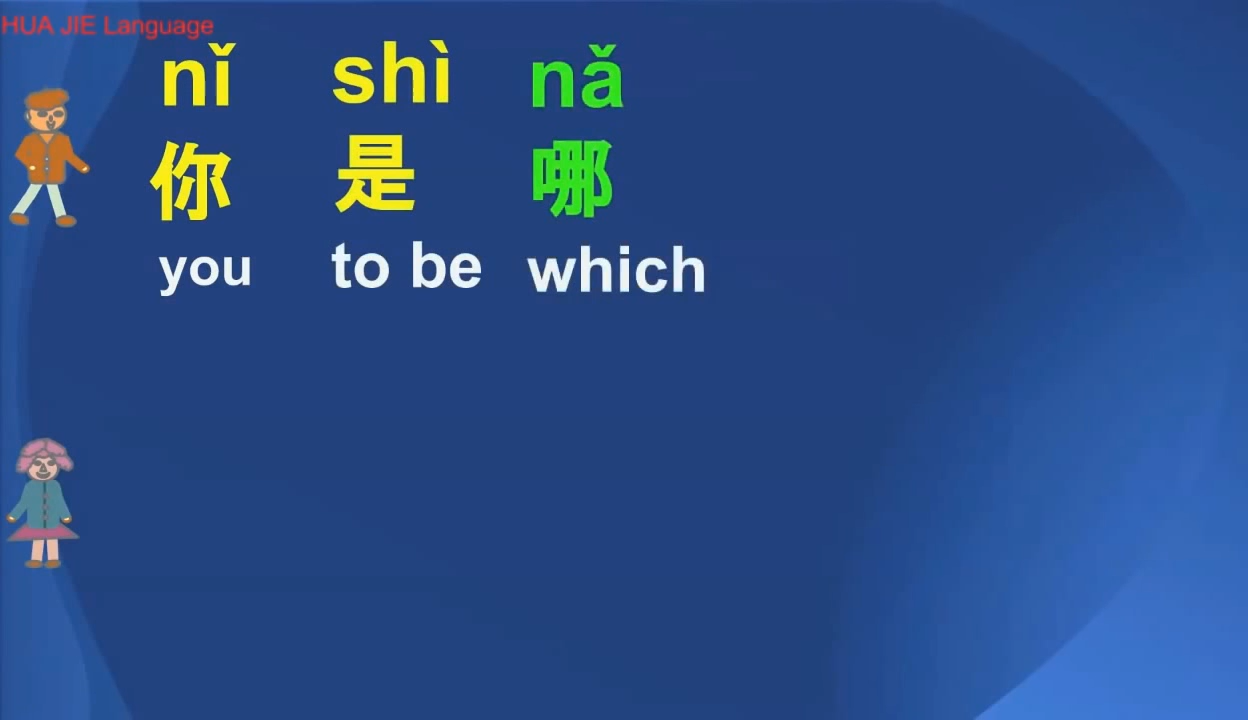 HUA JIE Language
nǐ shì nǎ
你 是 哪
you to be which